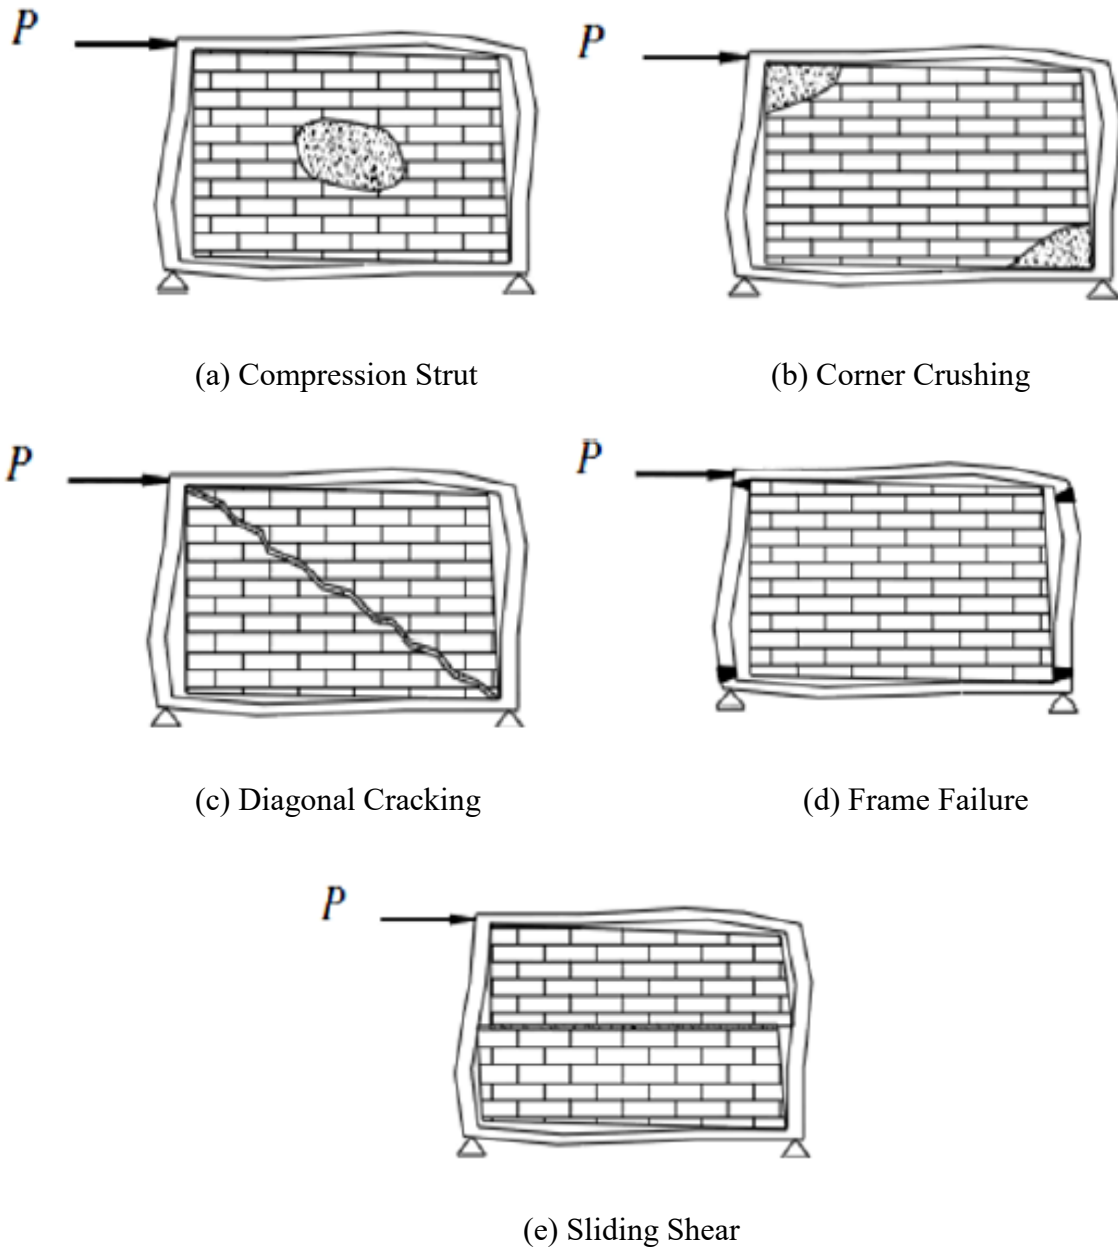 P
P
(a) Compression Strut
(b) Corner Crushing
P
P
(c) Diagonal Cracking
(d) Frame Failure
P
(e) Sliding Shear